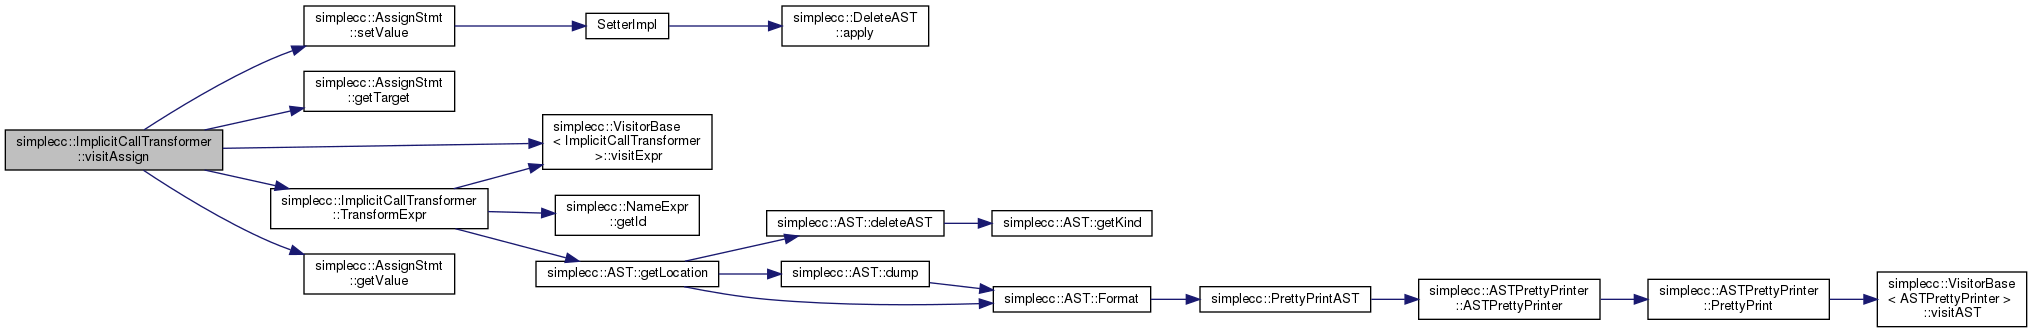 simplecc::ImplicitCallTransformer
::visitAssign
simplecc::AssignStmt
::setValue
SetterImpl
simplecc::DeleteAST
::apply
simplecc::AssignStmt
::getTarget
simplecc::VisitorBase
< ImplicitCallTransformer
>::visitExpr
simplecc::ImplicitCallTransformer
::TransformExpr
simplecc::NameExpr
::getId
simplecc::AssignStmt
::getValue
simplecc::AST::getLocation
simplecc::AST::deleteAST
simplecc::AST::getKind
simplecc::AST::dump
simplecc::AST::Format
simplecc::PrettyPrintAST
simplecc::ASTPrettyPrinter
::ASTPrettyPrinter
simplecc::ASTPrettyPrinter
::PrettyPrint
simplecc::VisitorBase
< ASTPrettyPrinter >
::visitAST